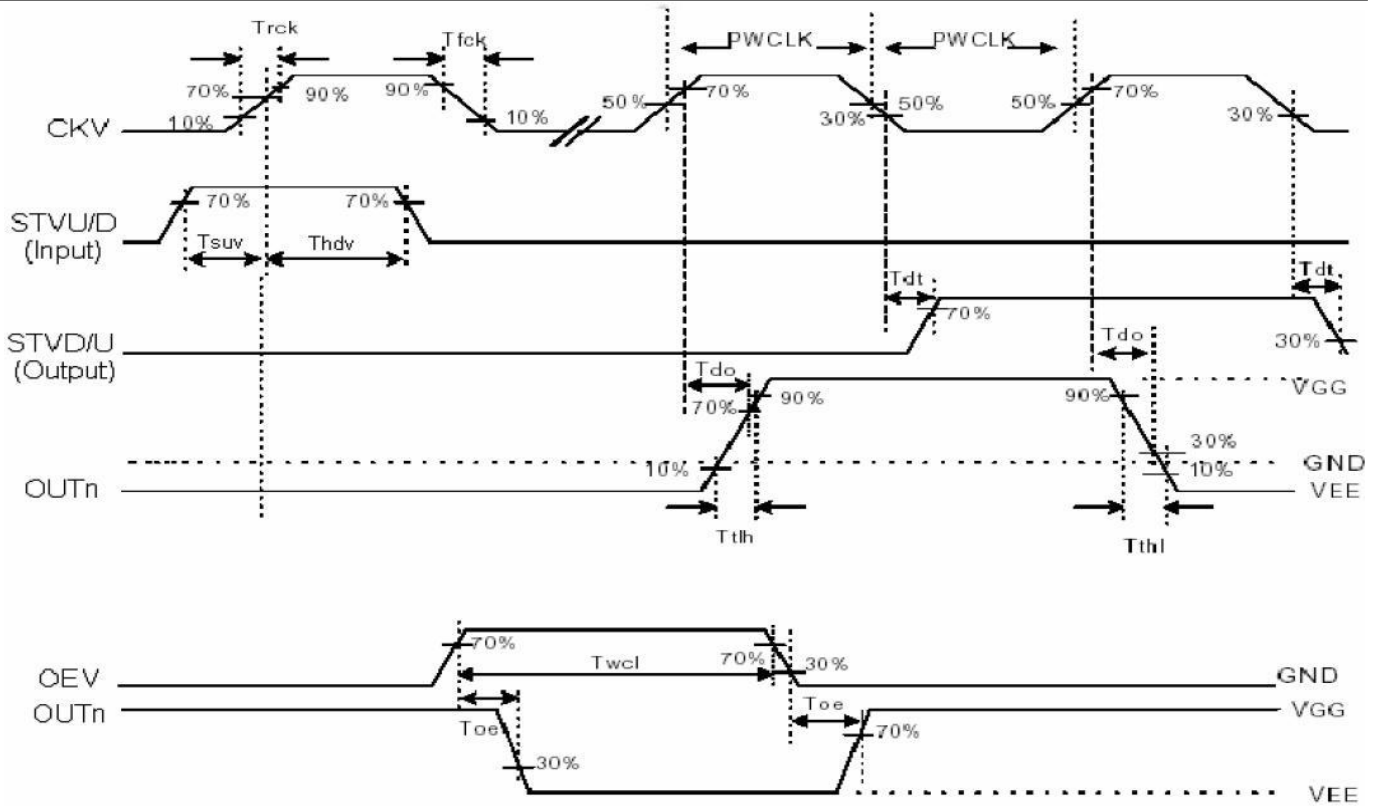 Trck
Tfck
PWCLK
PWCLK
70%
90%
90%
50%
70%
50%
50%
70%
10%
10%
30%
30%
CKV
70%
70%
STVU/D
(Input)
Tsuv
Thdv
Tdt
Tdt
70%
STVD/U
(Output)
Tdo
30%
Tdo
70%
90%
90%
VGG
30%
10%
10%
GND
OUTn
VEE
Ttlh
Tthl
70%
Twcl
70%
30%
OEV
GND
OUTn
VGG
Toe
Toe
70%
30%
VEE